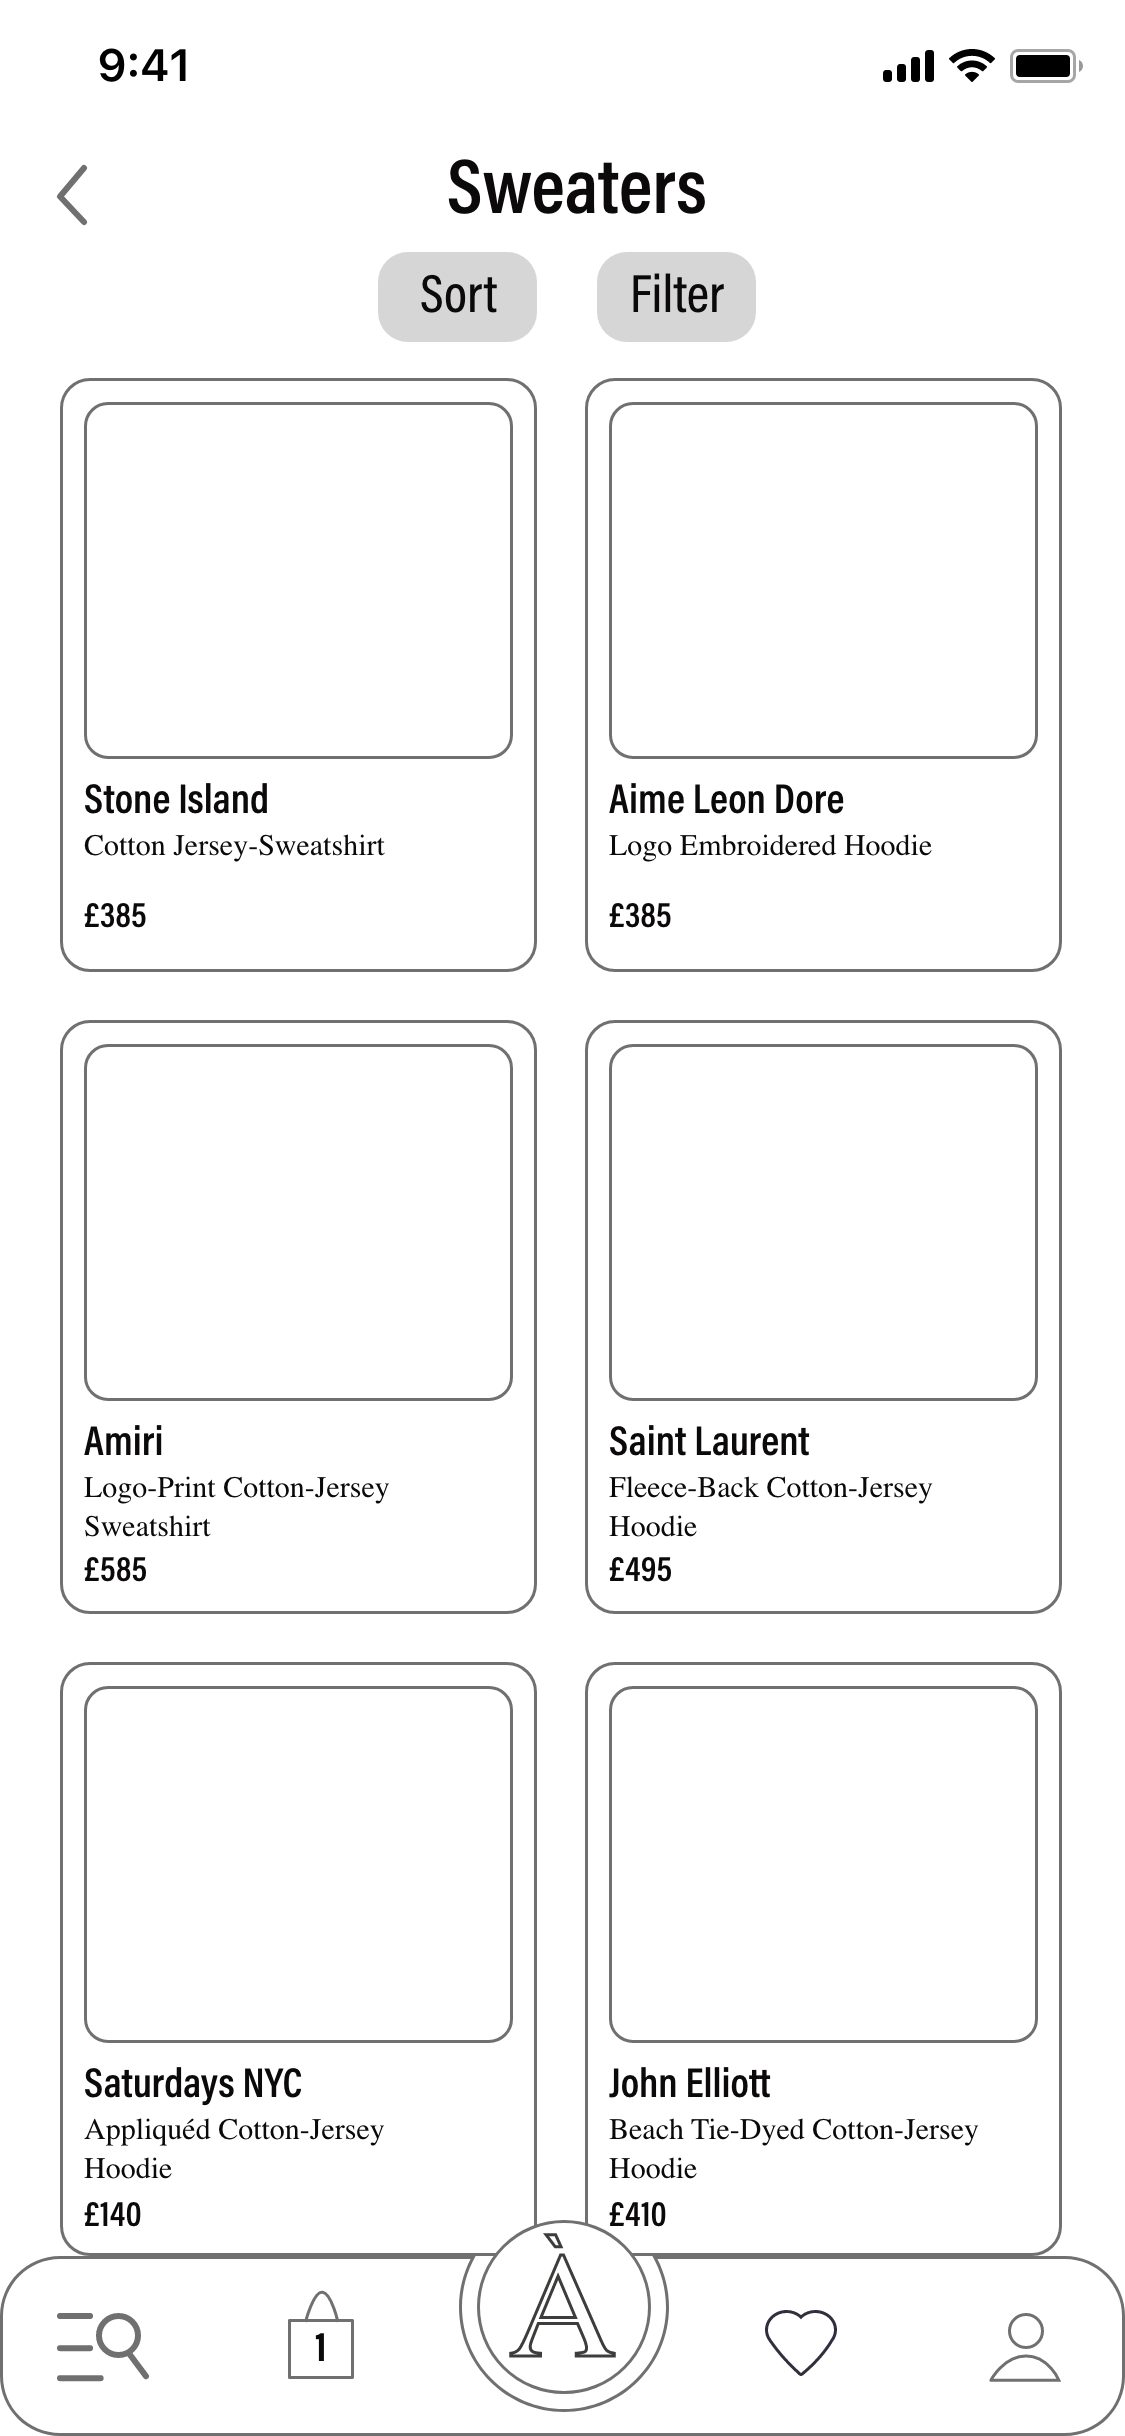 9:41
Sweaters
Sort Filter
Stone Island
Cotton Jersey-Sweatshirt
£385
Aime Leon Dore
Logo Embroidered Hoodie
£385
Amiri
Logo-Print Cotton-Jersey
Sweatshirt
£585
Saint Laurent
Fleece-Back Cotton-Jersey
Hoodie
£495
Saturdays NYC
Appliquéd Cotton-Jersey
Hoodie
£140
John Elliott
Beach Tie-Dyed Cotton-Jersey
Hoodie
£410
1
À